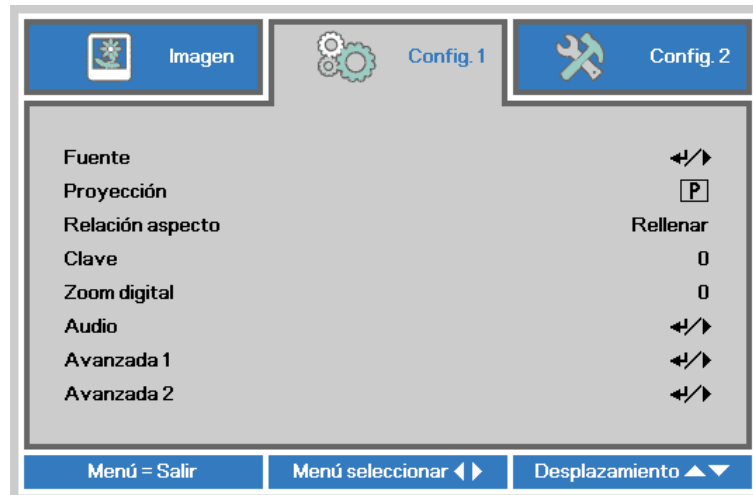 Imagen Config. 1 Config. 2
Fuente ↵/▶
Proyección P
Relación aspecto Rellenar
Clave 0
Zoom digital 0
Audio ↵/▶
Avanzada 1 ↵/▶
Avanzada 2 ↵/▶
Menú = Salir Menú seleccionar ◀ ▶ Desplazamiento ▲▼